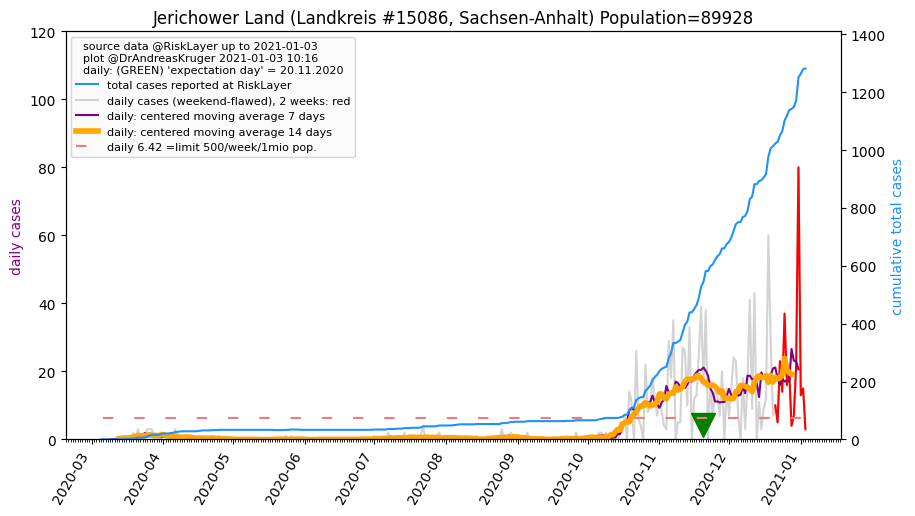 Jerichower Land (Landkreis #15086, Sachsen-Anhalt) Population=89928
source data @RiskLayer up to 2021-01-03
plot @DrAndreasKruger 2021-01-03 10:16
daily: (GREEN) 'expectation day' = 20.11.2020
total cases reported at RiskLayer
daily cases (weekend-flawed), 2 weeks: red
daily: centered moving average 7 days
daily: centered moving average 14 days
daily 6.42 =limit 500/week/1mio pop.
daily cases
120
100
80
60
40
20
0
1400
1200
1000
800
600
400
200
0
cumulative total cases
2020-03
2020-04
2020-05
2020-06
2020-07
2020-08
2020-09
2020-10
2020-11
2020-12
2021-01